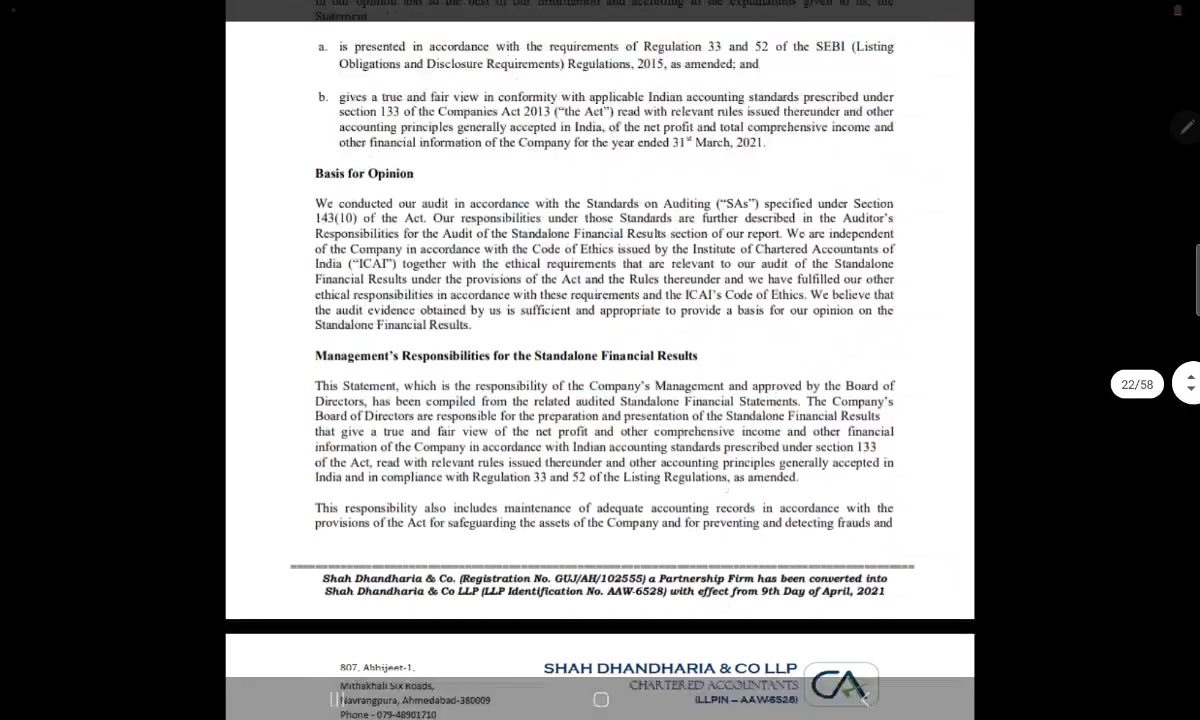 in our opinion and to the best of our information and according to the explanations given to us, the
Statement
a. is presented in accordance with the requirements of Regulation 33 and 52 of the SEBI (Listing
Obligations and Disclosure Requirements) Regulations, 2015, as amended; and
b. gives a true and fair view in conformity with applicable Indian accounting standards prescribed under
section 133 of the Companies Act 2013 (“the Act”) read with relevant rules issued thereunder and other
accounting principles generally accepted in India, of the net profit and total comprehensive income and
other financial information of the Company for the year ended 31st March, 2021.
Basis for Opinion
We conducted our audit in accordance with the Standards on Auditing (“SAs”) specified under Section
143(10) of the Act. Our responsibilities under those Standards are further described in the Auditor’s
Responsibilities for the Audit of the Standalone Financial Results section of our report. We are independent
of the Company in accordance with the Code of Ethics issued by the Institute of Chartered Accountants of
India (“ICAI”) together with the ethical requirements that are relevant to our audit of the Standalone
Financial Results under the provisions of the Act and the Rules thereunder and we have fulfilled our other
ethical responsibilities in accordance with these requirements and the ICAI’s Code of Ethics. We believe that
the audit evidence obtained by us is sufficient and appropriate to provide a basis for our opinion on the
Standalone Financial Results.
Management’s Responsibilities for the Standalone Financial Results
This Statement, which is the responsibility of the Company’s Management and approved by the Board of
Directors, has been compiled from the related audited Standalone Financial Statements. The Company’s
Board of Directors are responsible for the preparation and presentation of the Standalone Financial Results
that give a true and fair view of the net profit and other comprehensive income and other financial
information of the Company in accordance with Indian accounting standards prescribed under section 133
of the Act, read with relevant rules issued thereunder and other accounting principles generally accepted in
India and in compliance with Regulation 33 and 52 of the Listing Regulations, as amended.
22/58
This responsibility also includes maintenance of adequate accounting records in accordance with the
provisions of the Act for safeguarding the assets of the Company and for preventing and detecting frauds and
Shah Dhandharia & Co. (Registration No. GUJ/AH/102555) a Partnership Firm has been converted into
Shah Dhandharia & Co LLP (LLP Identification No. AAW-6528) with effect from 9th Day of April, 2021
807, Abhijeet-1,
Mithakhali Six Roads,
Navrangpura, Ahmedabad-380009
Phone - 079-48901710
SHAH DHANDHARIA & CO LLP
CHARTERED ACCOUNTANTS
(LLPIN – AAW-6528)
CA